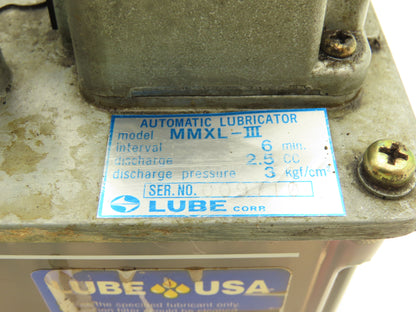 AUTOMATIC LUBRICATOR
model MMXL-III
interval 6 min.
discharge 2.5 CC
discharge pressure 3 kgf/cm²
SER.NO.
LUBE CORP.
LUBE USA
the specified lubricant only.
filter should be cleaned